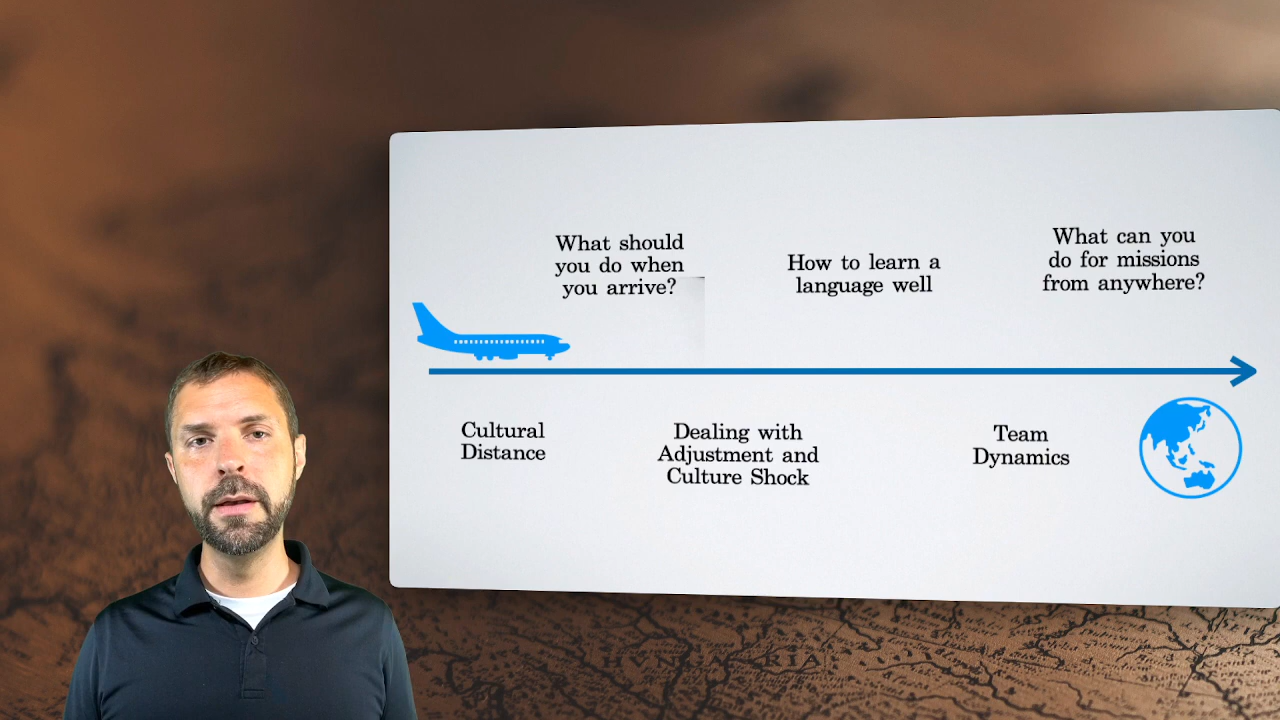 What should
you do when
you arrive?
How to learn a
language well
What can you
do for missions
from anywhere?
Cultural
Distance
Dealing with
Adjustment and
Culture Shock
Team
Dynamics